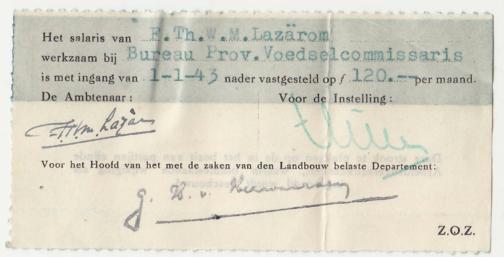 Het salaris van F.Th.W.M.Lazärom
werkzaam bij Bureau Prov.Voedselcommissaris
is met ingang van 1-1-43 nader vastgesteld op f 120.-- per maand.
De Ambtenaar: Voor de Instelling:
Voor het Hoofd van het met de zaken van den Landbouw belaste Departement:
Z.O.Z.